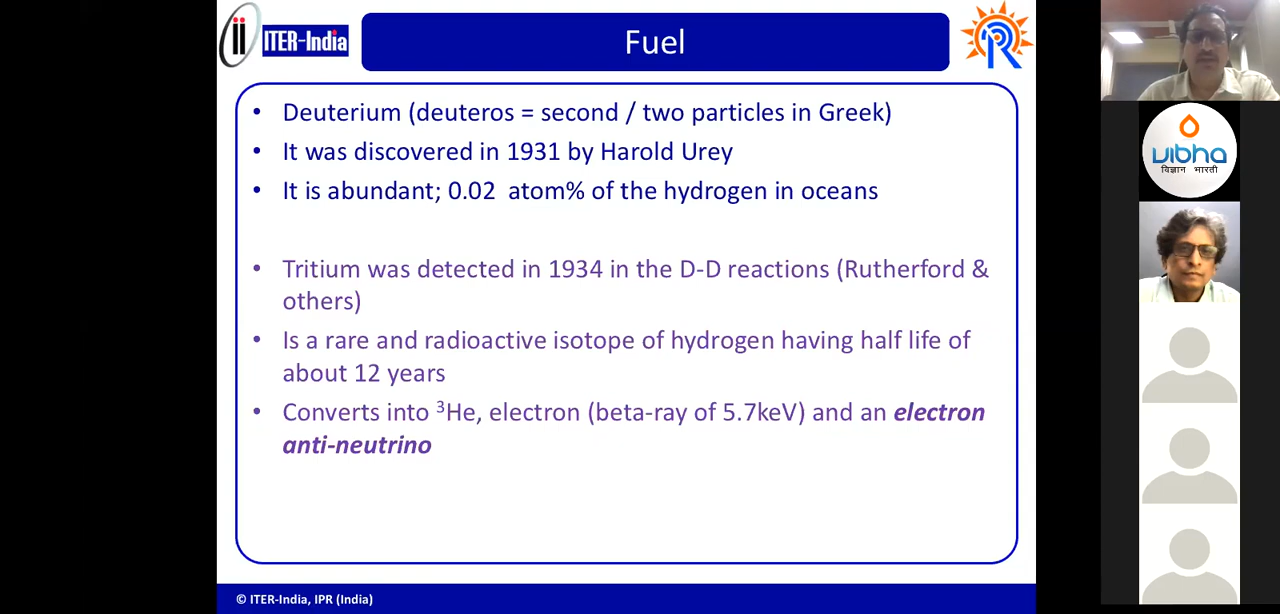 ITER-India
Fuel
• Deuterium (deuteros = second / two particles in Greek)
• It was discovered in 1931 by Harold Urey
• It is abundant; 0.02 atom% of the hydrogen in oceans
• Tritium was detected in 1934 in the D-D reactions (Rutherford &
others)
• Is a rare and radioactive isotope of hydrogen having half life of
about 12 years
• Converts into ³He, electron (beta-ray of 5.7keV) and an electron
anti-neutrino
© ITER-India, IPR (India)
vibha
विज्ञान भारती